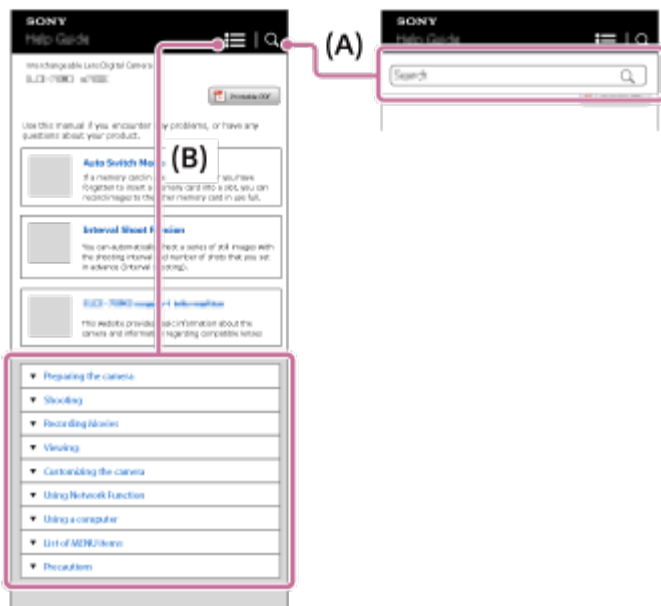 SONY
Help Guide
Interchangeable Lens Digital Camera
Printable PDF
Use this manual if you encounter any problems, or have any
questions about your product.
Auto Switch
If a memory card in you have
forgotten to insert a memory card into a slot, you can
record images to the other memory card in use full.
Interval Shoot
You can automatically shoot a series of still images with
the shooting interval and number of shots that you set
in advance (Interval shooting).
This website provides basic information about the
camera and information regarding compatible lenses
Preparing the camera
Shooting
Recording Movies
Viewing
Customizing the camera
Using Network Function
Using a computer
List of MENU items
Precautions
(A)
(B)
SONY
Help Guide
Search